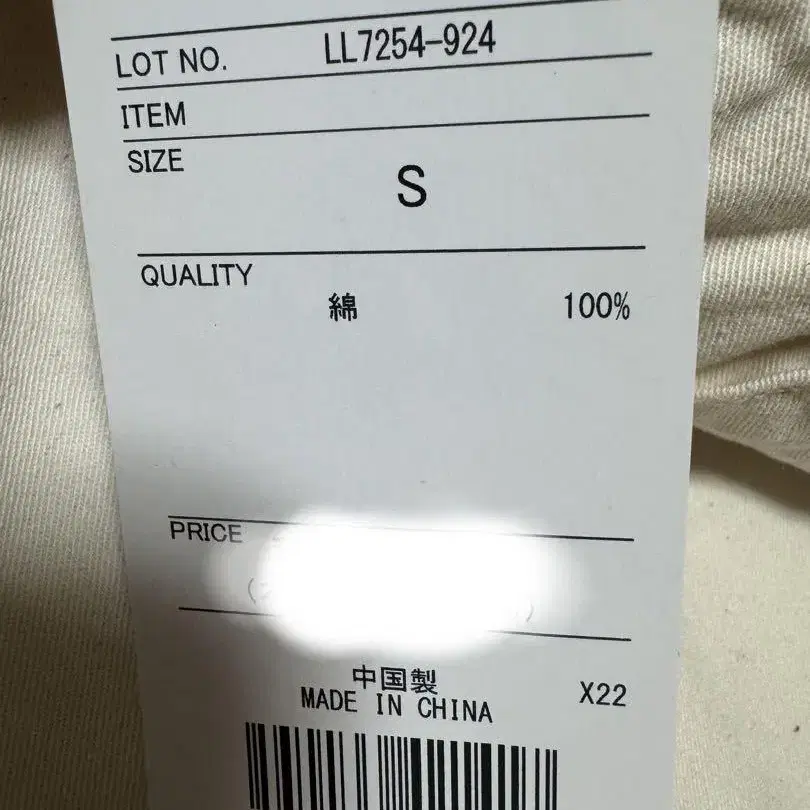 LOT NO. LL7254-924
ITEM
SIZE
S
QUALITY
綿 100%
PRICE
中国製
MADE IN CHINA X22